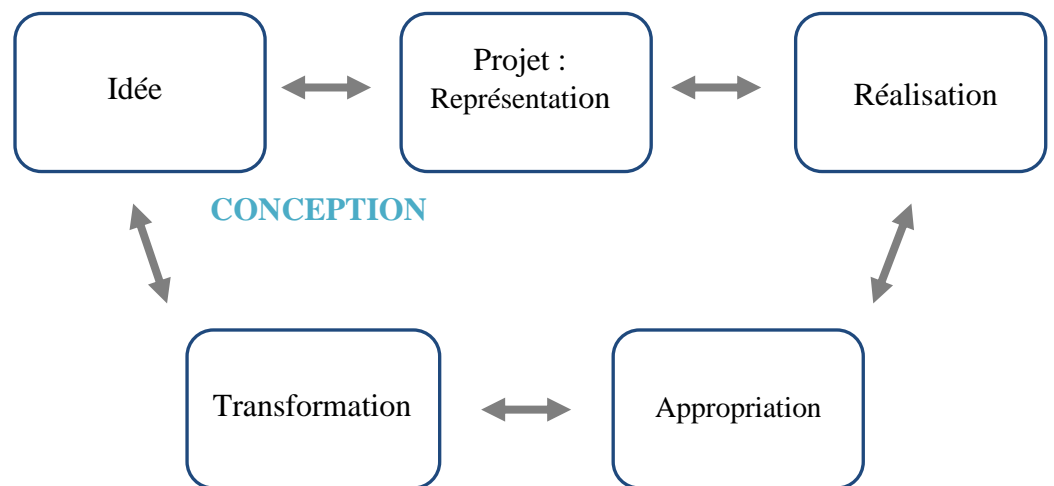 Idée
Projet :
Représentation
Réalisation
CONCEPTION
Transformation
Appropriation